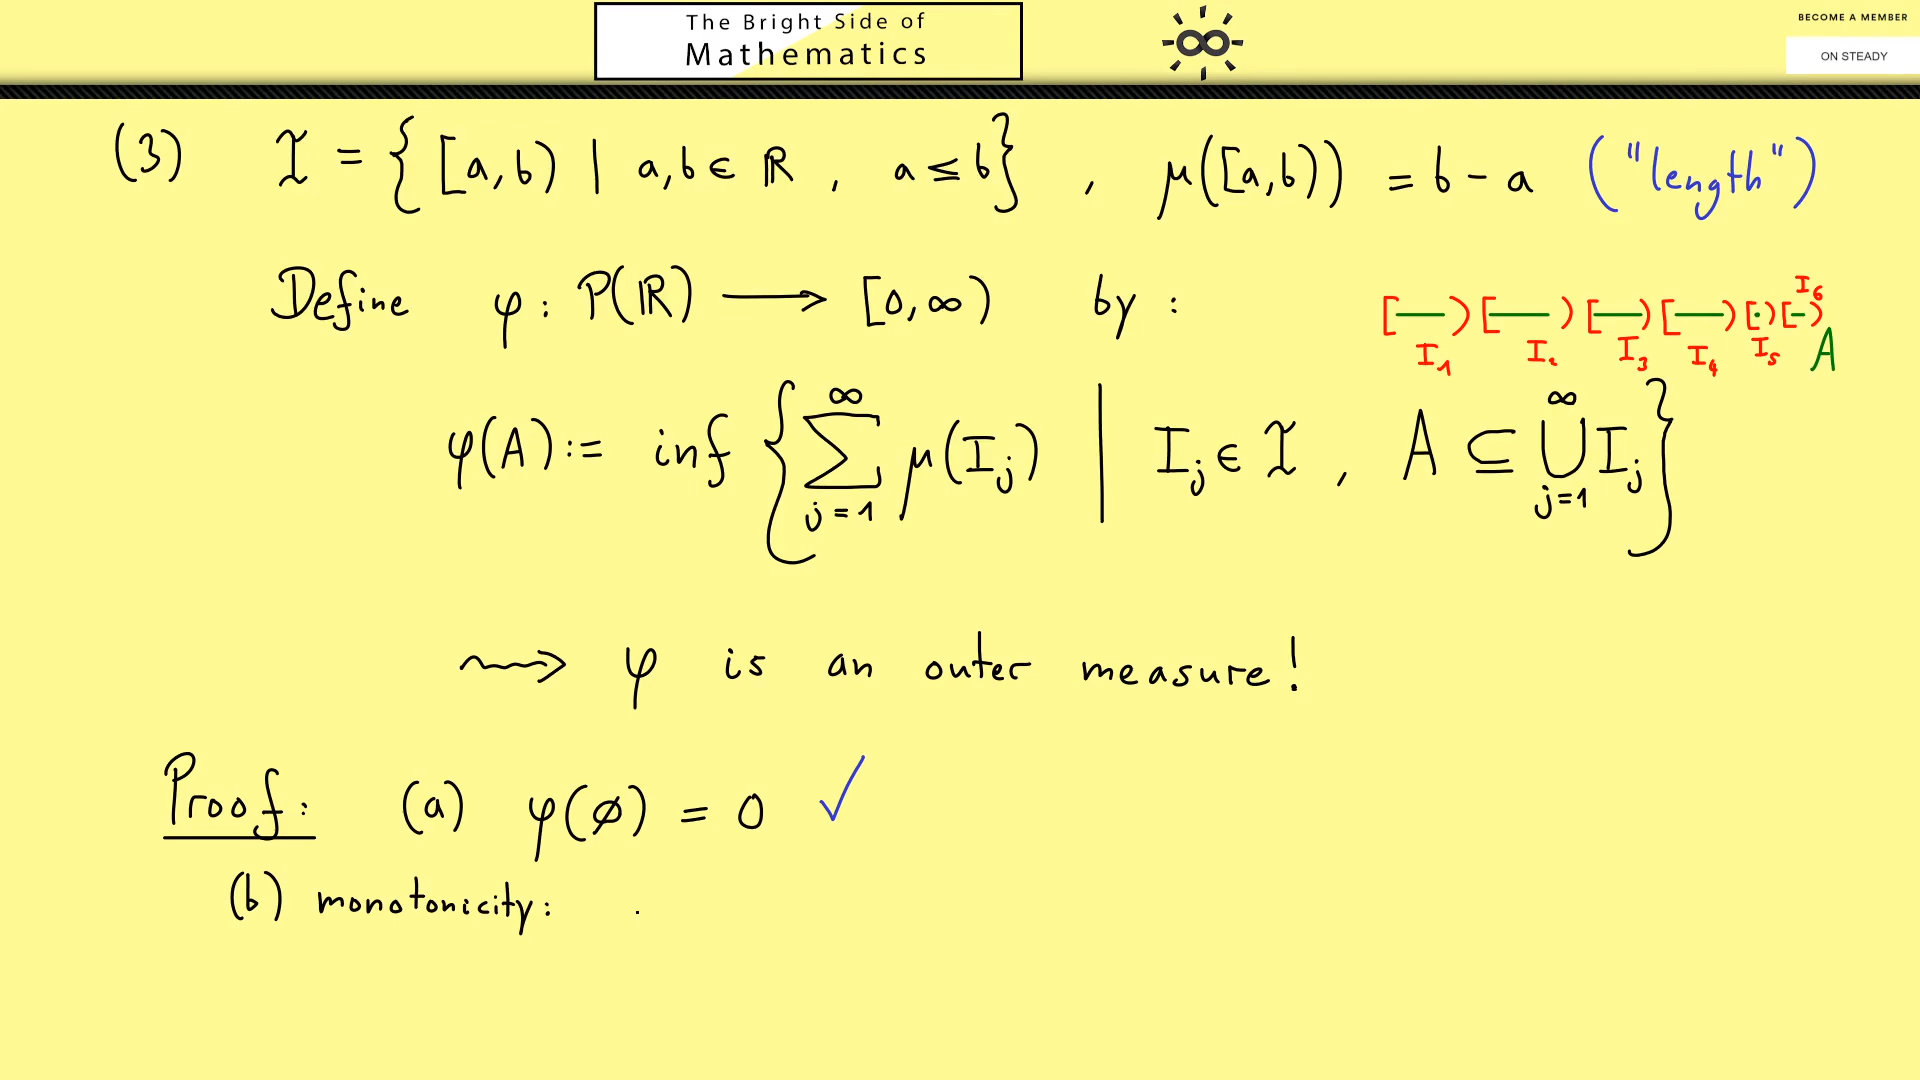 The Bright Side of
Mathematics
BECOME A MEMBER
ON STEADY
(3) ℐ = { [a,b) | a,b ∈ ℝ , a ≤ b } , μ([a,b)) = b - a ("length")
Define φ : P(ℝ) ⟶ [0,∞) by :
I₁ I₂ I₃ I₄ I₅ I₆ A
φ(A) := inf { ∑_{j=1}^{∞} μ(I_j) | I_j ∈ ℐ , A ⊆ ⋃_{j=1}^{∞} I_j }
⇝ φ is an outer measure!
Proof: (a) φ(∅) = 0 ✓
(b) monotonicity: